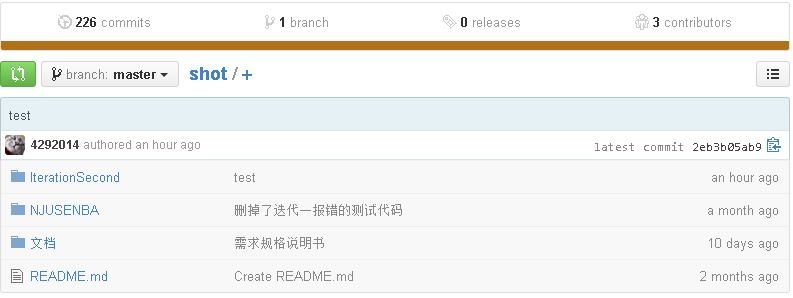 226 commits 1 branch 0 releases 3 contributors
branch: master shot / +
test
4292014 authored an hour ago latest commit 2eb3b05ab9
IterationSecond test an hour ago
NJUSENBA 删掉了迭代一报错的测试代码 a month ago
文档 需求规格说明书 10 days ago
README.md Create README.md 2 months ago